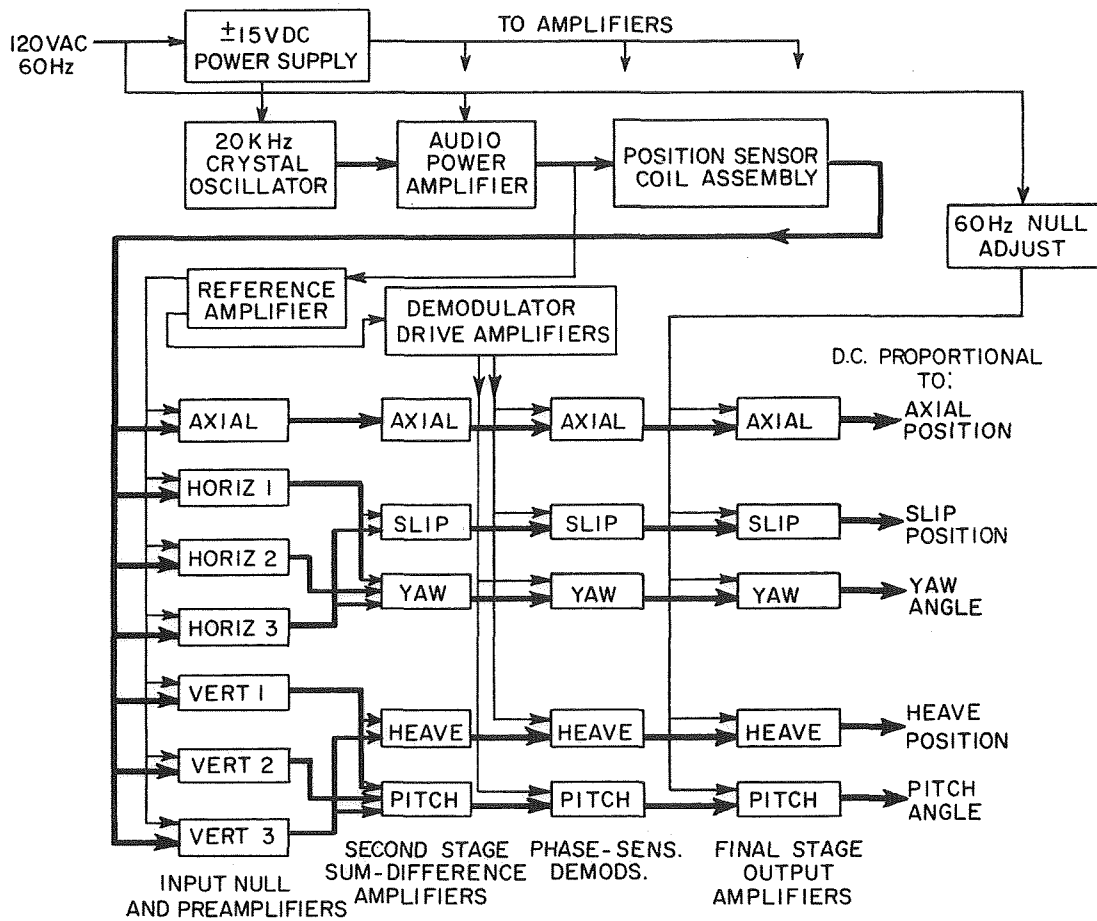 120VAC
60Hz
±15VDC
POWER SUPPLY
TO AMPLIFIERS
20KHz
CRYSTAL
OSCILLATOR
AUDIO
POWER
AMPLIFIER
POSITION SENSOR
COIL ASSEMBLY
60Hz NULL
ADJUST
REFERENCE
AMPLIFIER
DEMODULATOR
DRIVE AMPLIFIERS
D.C. PROPORTIONAL
TO:
AXIAL
AXIAL
AXIAL
AXIAL
AXIAL
POSITION
HORIZ 1
SLIP
SLIP
SLIP
SLIP
POSITION
HORIZ 2
YAW
YAW
YAW
YAW
ANGLE
HORIZ 3
VERT 1
HEAVE
HEAVE
HEAVE
HEAVE
POSITION
VERT 2
PITCH
PITCH
PITCH
PITCH
ANGLE
VERT 3
INPUT NULL
AND PREAMPLIFIERS
SECOND STAGE
SUM-DIFFERENCE
AMPLIFIERS
PHASE-SENS.
DEMODS.
FINAL STAGE
OUTPUT
AMPLIFIERS